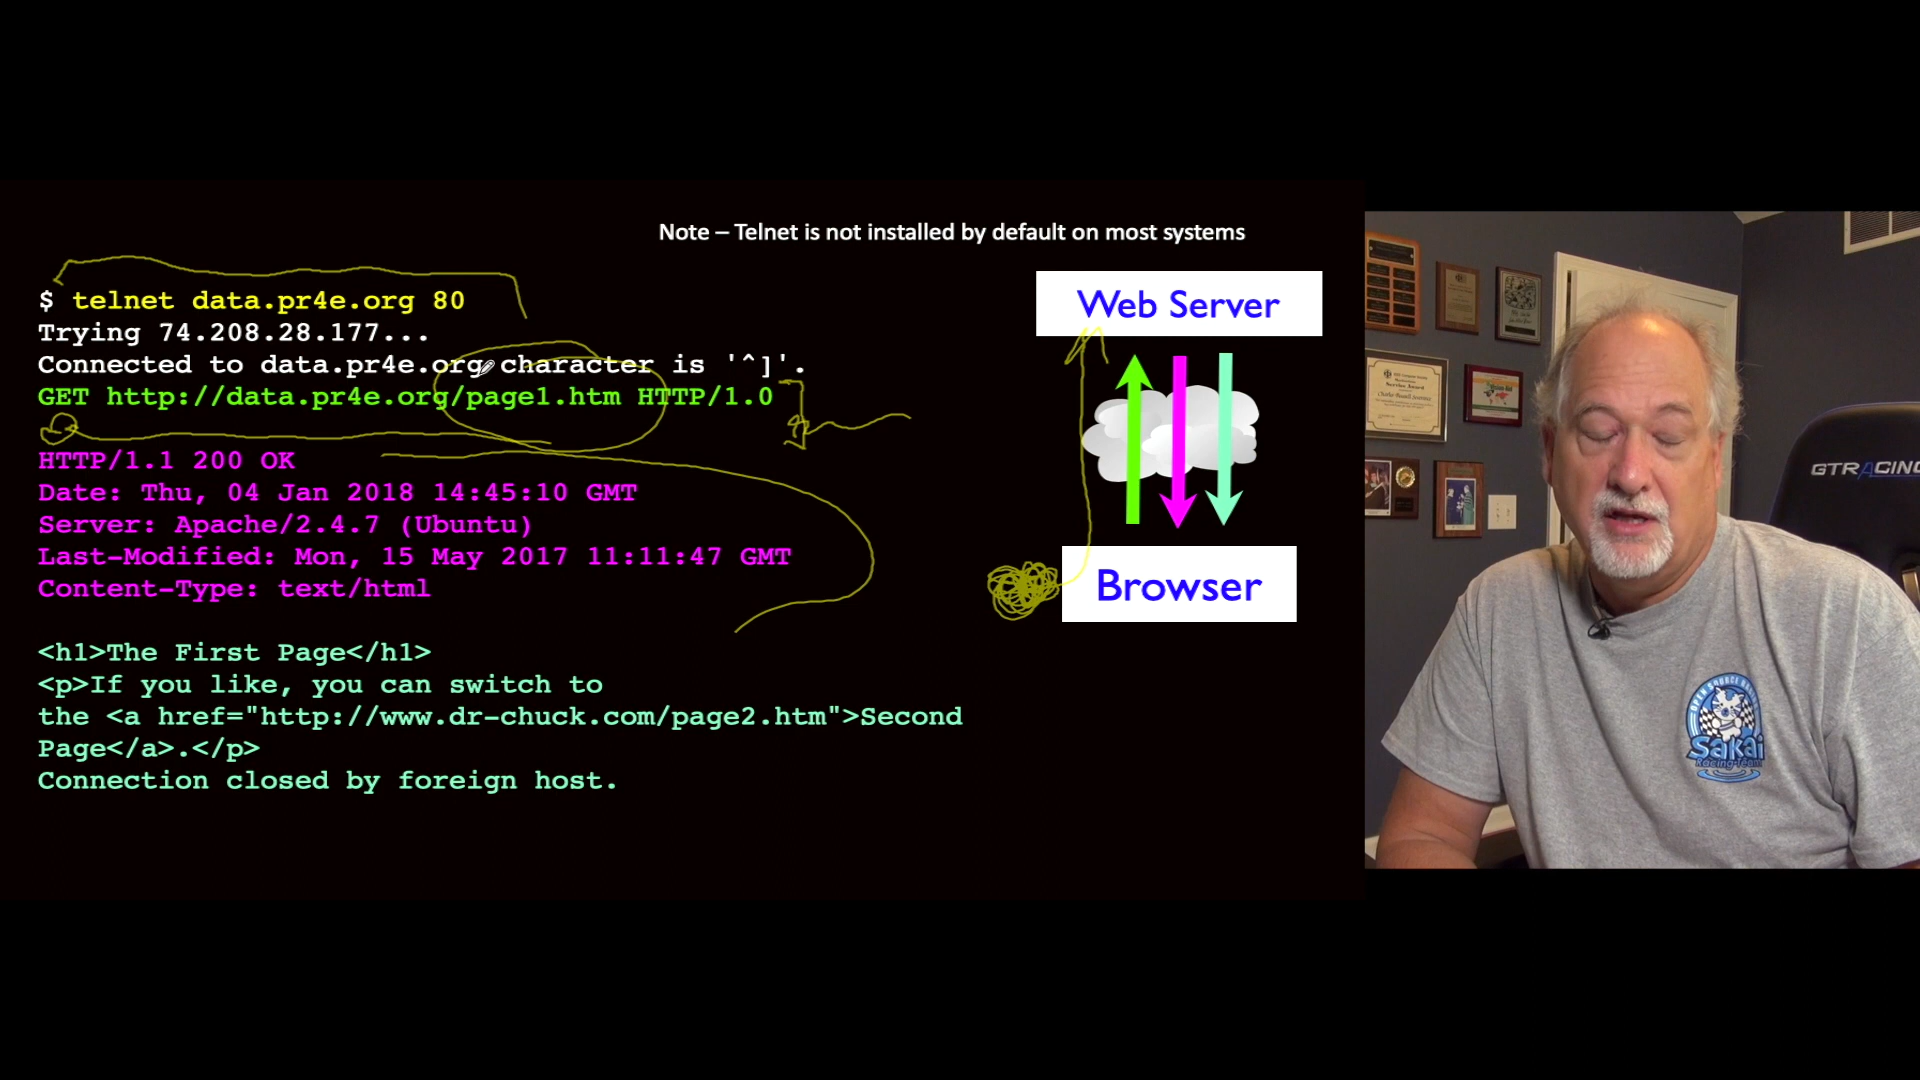 Note – Telnet is not installed by default on most systems
$ telnet data.pr4e.org 80
Trying 74.208.28.177...
Connected to data.pr4e.org character is '^]'.
GET http://data.pr4e.org/page1.htm HTTP/1.0
HTTP/1.1 200 OK
Date: Thu, 04 Jan 2018 14:45:10 GMT
Server: Apache/2.4.7 (Ubuntu)
Last-Modified: Mon, 15 May 2017 11:11:47 GMT
Content-Type: text/html
<h1>The First Page</h1>
<p>If you like, you can switch to
the <a href="http://www.dr-chuck.com/page2.htm">Second
Page</a>.</p>
Connection closed by foreign host.
Web Server
Browser
GTRACING
Sakai
Racing Team